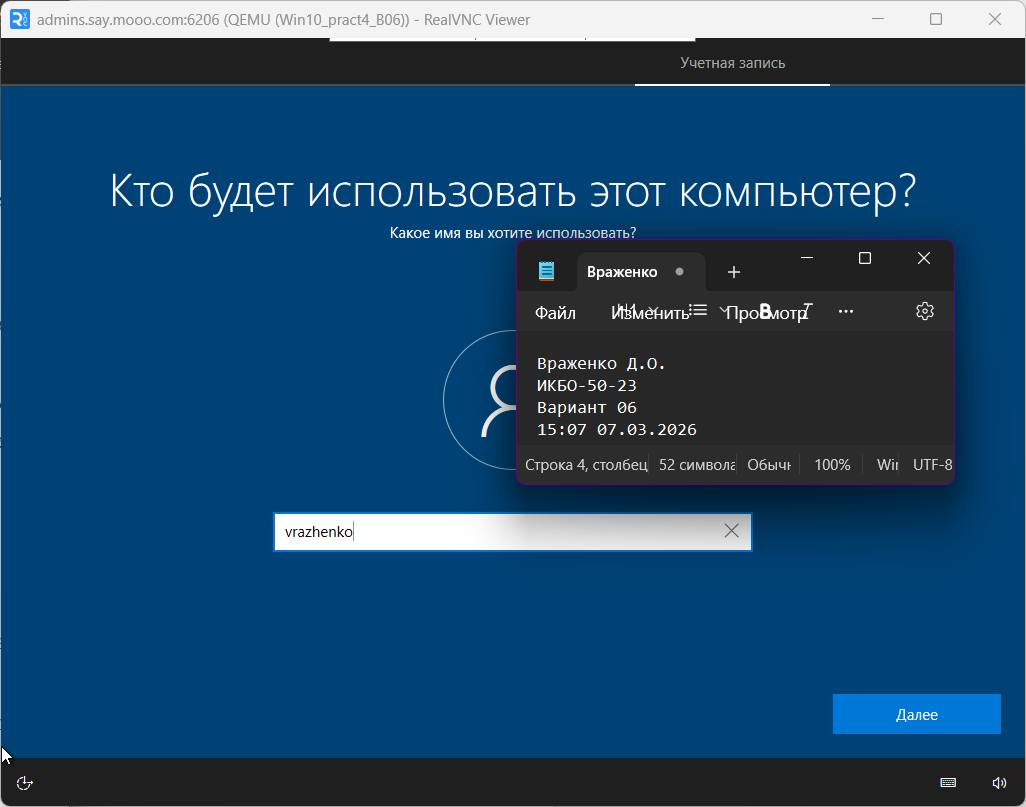 admins.say.mooo.com:6206 (QEMU (Win10_pract4_B06)) - RealVNC Viewer
Учетная запись
Кто будет использовать этот компьютер?
Какое имя вы хотите использовать?
Враженко
Файл Изменить Просмотр B I
Враженко Д.О.
ИКБО-50-23
Вариант 06
15:07 07.03.2026
Строка 4, столбец 52 символа Обычн 100% Wi UTF-8
vrazhenko
Далее